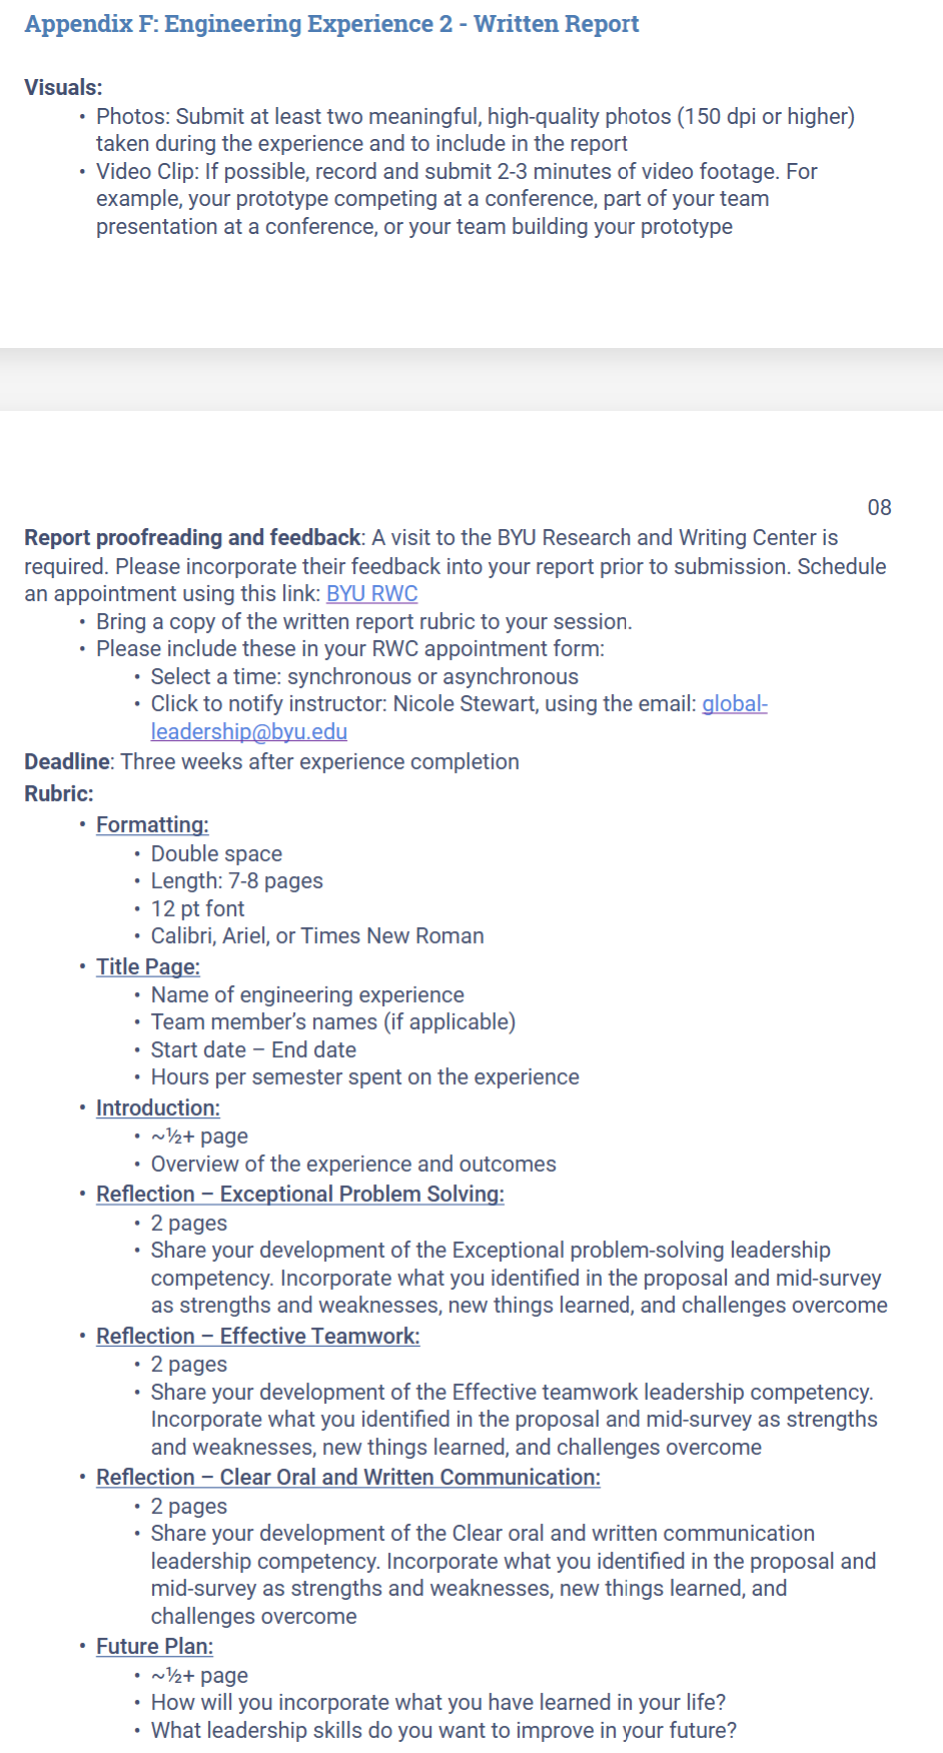 Appendix F: Engineering Experience 2 - Written Report
Visuals:
• Photos: Submit at least two meaningful, high-quality photos (150 dpi or higher)
taken during the experience and to include in the report
• Video Clip: If possible, record and submit 2-3 minutes of video footage. For
example, your prototype competing at a conference, part of your team
presentation at a conference, or your team building your prototype
08
Report proofreading and feedback: A visit to the BYU Research and Writing Center is
required. Please incorporate their feedback into your report prior to submission. Schedule
an appointment using this link: BYU RWC
• Bring a copy of the written report rubric to your session.
• Please include these in your RWC appointment form:
• Select a time: synchronous or asynchronous
• Click to notify instructor: Nicole Stewart, using the email: global-
leadership@byu.edu
Deadline: Three weeks after experience completion
Rubric:
• Formatting:
• Double space
• Length: 7-8 pages
• 12 pt font
• Calibri, Ariel, or Times New Roman
• Title Page:
• Name of engineering experience
• Team member’s names (if applicable)
• Start date – End date
• Hours per semester spent on the experience
• Introduction:
• ~½+ page
• Overview of the experience and outcomes
• Reflection – Exceptional Problem Solving:
• 2 pages
• Share your development of the Exceptional problem-solving leadership
competency. Incorporate what you identified in the proposal and mid-survey
as strengths and weaknesses, new things learned, and challenges overcome
• Reflection – Effective Teamwork:
• 2 pages
• Share your development of the Effective teamwork leadership competency.
Incorporate what you identified in the proposal and mid-survey as strengths
and weaknesses, new things learned, and challenges overcome
• Reflection – Clear Oral and Written Communication:
• 2 pages
• Share your development of the Clear oral and written communication
leadership competency. Incorporate what you identified in the proposal and
mid-survey as strengths and weaknesses, new things learned, and
challenges overcome
• Future Plan:
• ~½+ page
• How will you incorporate what you have learned in your life?
• What leadership skills do you want to improve in your future?